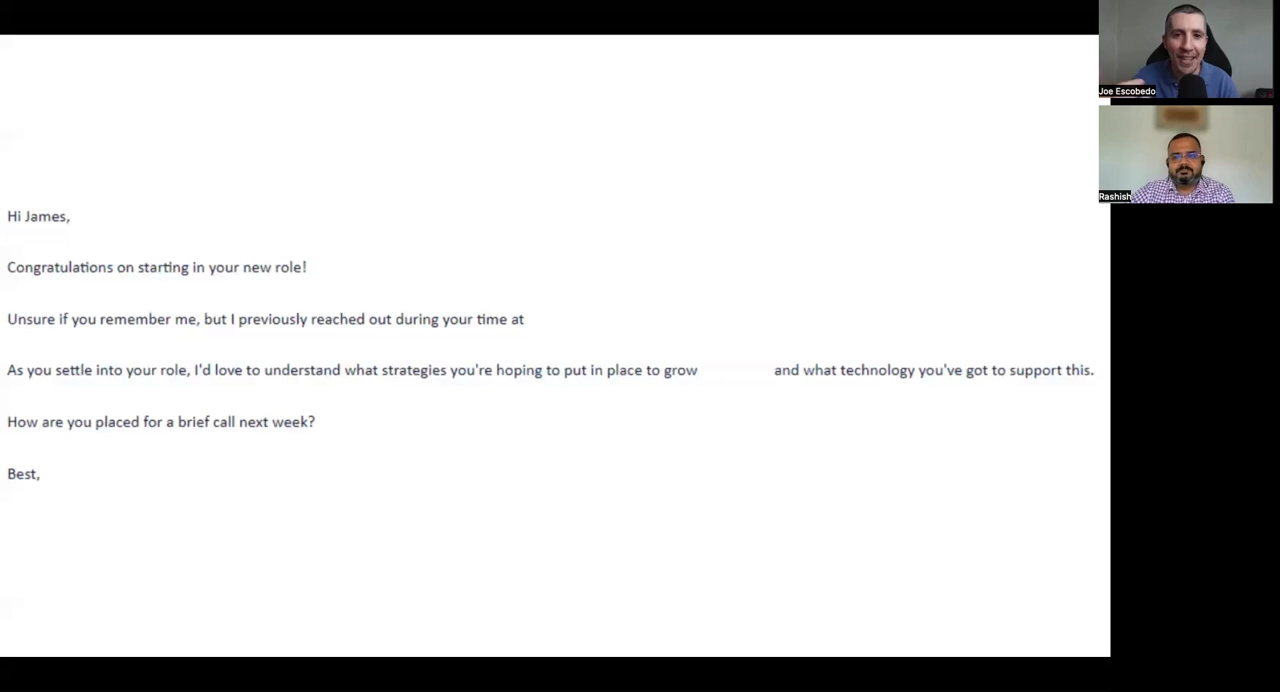 Joe Escobedo
Rashish
Hi James,
Congratulations on starting in your new role!
Unsure if you remember me, but I previously reached out during your time at
As you settle into your role, I'd love to understand what strategies you're hoping to put in place to grow and what technology you've got to support this.
How are you placed for a brief call next week?
Best,